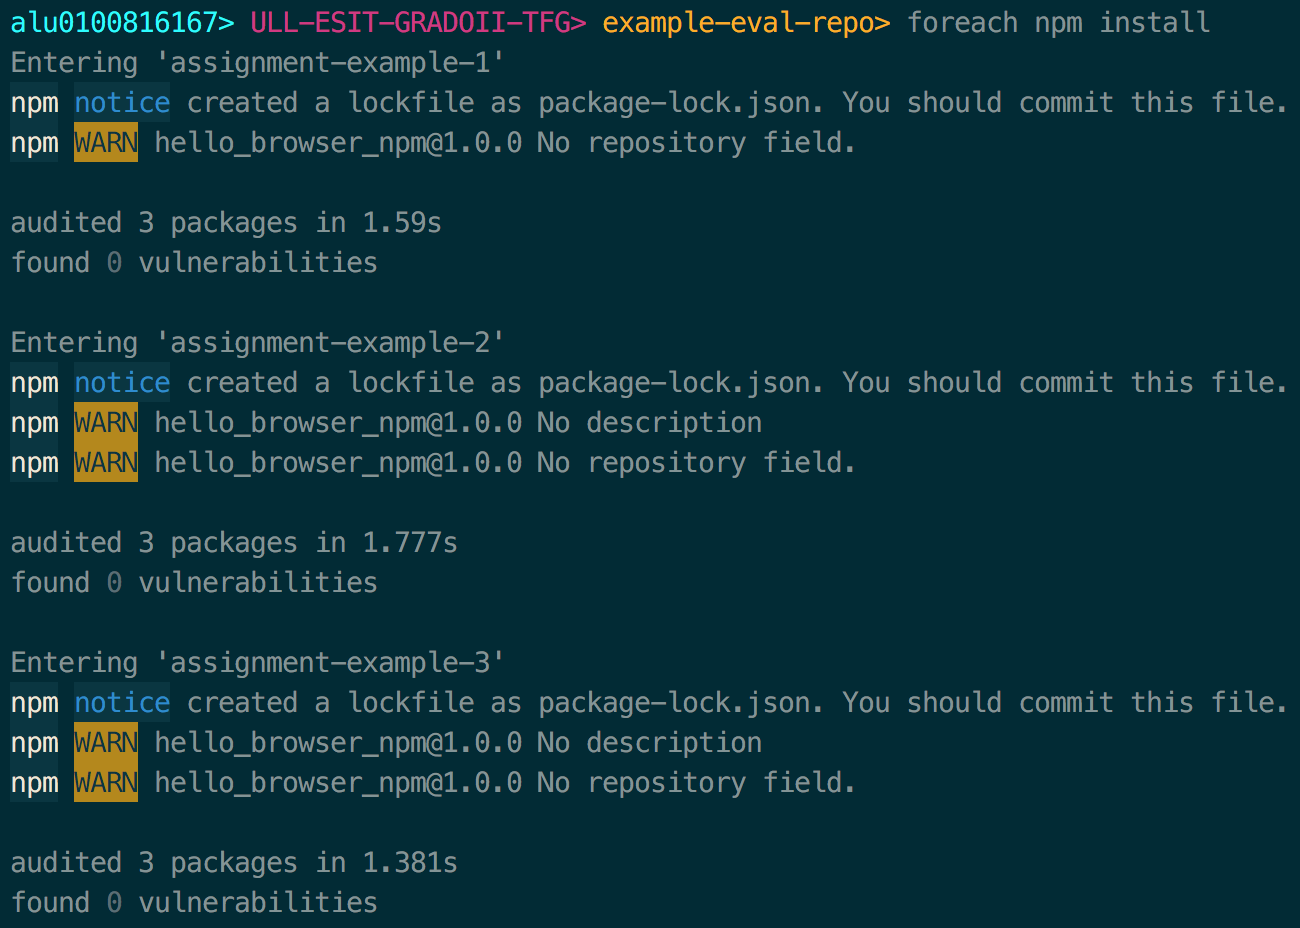 alu0100816167> ULL-ESIT-GRADOII-TFG> example-eval-repo> foreach npm install
Entering 'assignment-example-1'
npm notice created a lockfile as package-lock.json. You should commit this file.
npm WARN hello_browser_npm@1.0.0 No repository field.
audited 3 packages in 1.59s
found 0 vulnerabilities
Entering 'assignment-example-2'
npm notice created a lockfile as package-lock.json. You should commit this file.
npm WARN hello_browser_npm@1.0.0 No description
npm WARN hello_browser_npm@1.0.0 No repository field.
audited 3 packages in 1.777s
found 0 vulnerabilities
Entering 'assignment-example-3'
npm notice created a lockfile as package-lock.json. You should commit this file.
npm WARN hello_browser_npm@1.0.0 No description
npm WARN hello_browser_npm@1.0.0 No repository field.
audited 3 packages in 1.381s
found 0 vulnerabilities